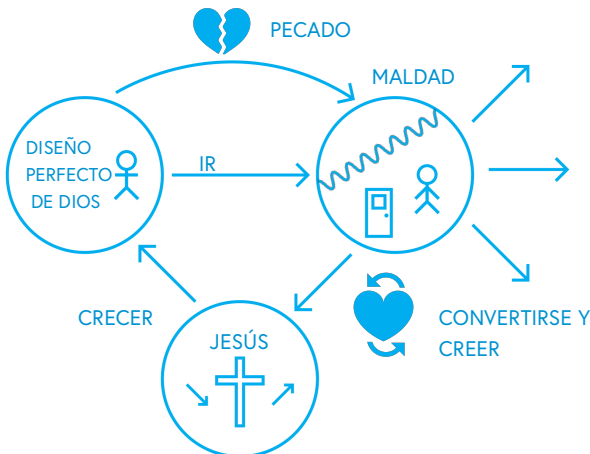 PECADO
MALDAD
DISEÑO
PERFECTO
DE DIOS
IR
CRECER
JESÚS
CONVERTIRSE Y
CREER